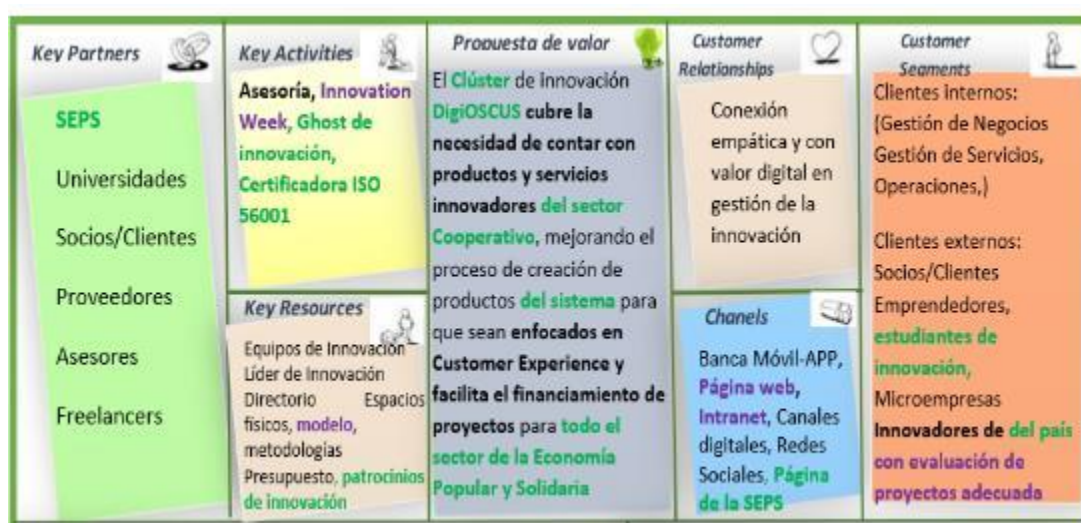 Key Partners
SEPS
Universidades
Socios/Clientes
Proveedores
Asesores
Freelancers
Key Activities
Asesoría, Innovation
Week, Ghost de
innovación,
Certificadora ISO
56001
Key Resources
Equipos de Innovación
Líder de Innovación
Directorio Espacios
físicos, modelo,
metodologías
Presupuesto, patrocinios
de innovación
Propuesta de valor
El Clúster de innovación
DigiOSCUS cubre la
necesidad de contar con
productos y servicios
innovadores del sector
Cooperativo, mejorando el
proceso de creación de
productos del sistema para
que sean enfocados en
Customer Experience y
facilita el financiamiento de
proyectos para todo el
sector de la Economía
Popular y Solidaria
Customer
Relationships
Conexión
empática y con
valor digital en
gestión de la
innovación
Chanels
Banca Móvil-APP,
Página web,
Intranet, Canales
digitales, Redes
Sociales, Página
de la SEPS
Customer
Segments
Clientes internos:
(Gestión de Negocios
Gestión de Servicios,
Operaciones,)
Clientes externos:
Socios/Clientes
Emprendedores,
estudiantes de
innovación,
Microempresas
Innovadores de del país
con evaluación de
proyectos adecuada